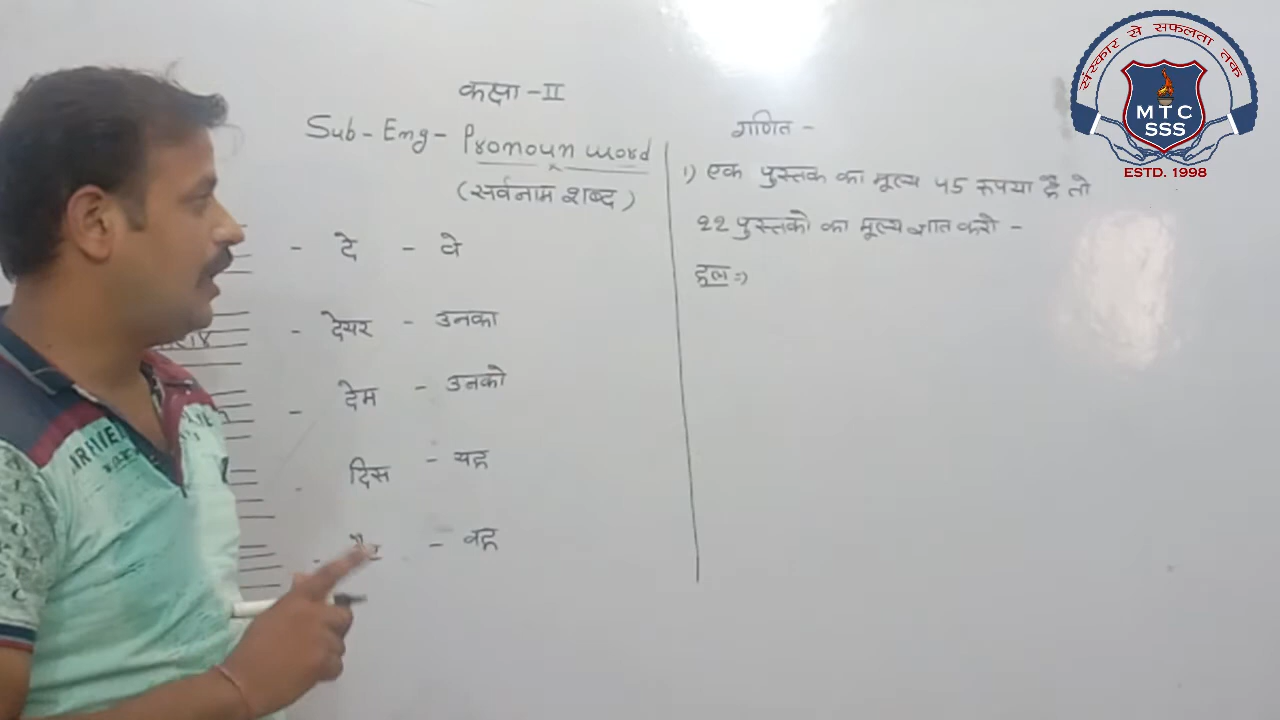 कक्षा - II
Sub - Eng - Pronoun word
(सर्वनाम शब्द)
- दे - वे
- देयर - उनका
- देम - उनको
- दिस - यह
- - वह
गणित -
1) एक पुस्तक का मूल्य 45 रूपया है तो
22 पुस्तको का मूल्य ज्ञात करो -
हल :-)
संस्कार से सफलता तक
MTC
SSS
ESTD. 1998